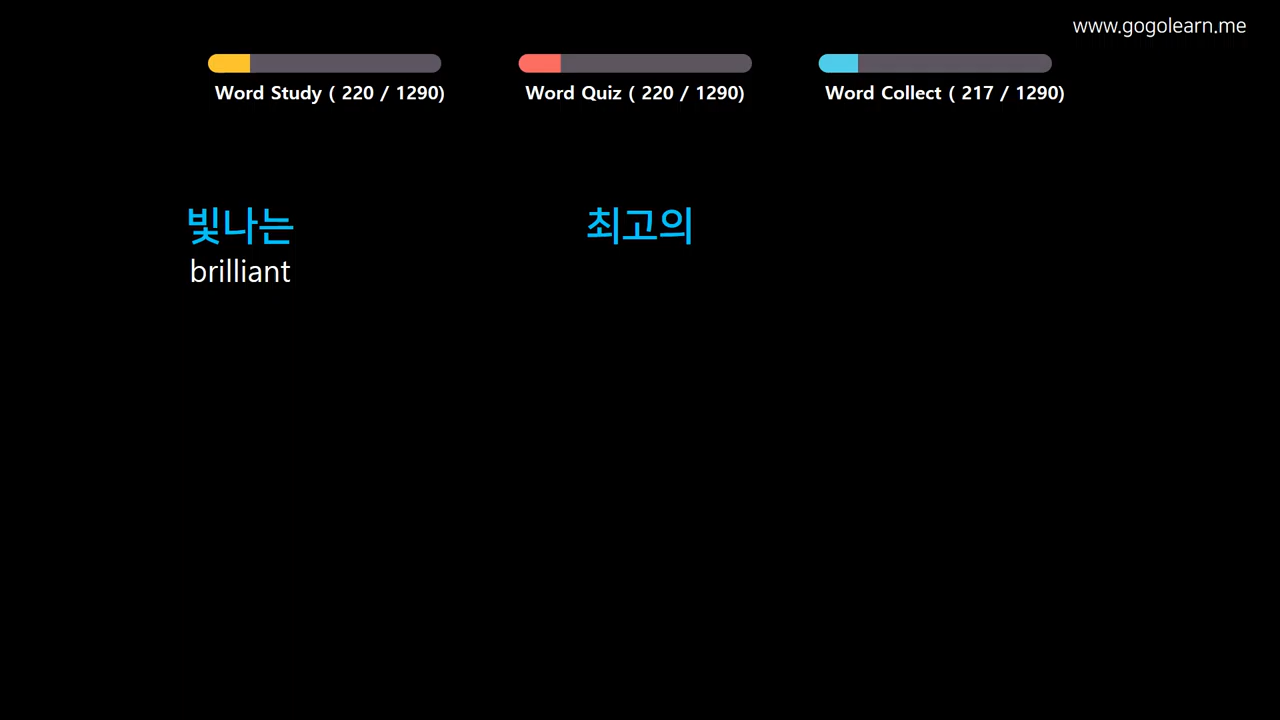 www.gogolearn.me
Word Study ( 220 / 1290)
Word Quiz ( 220 / 1290)
Word Collect ( 217 / 1290)
빛나는
brilliant
최고의